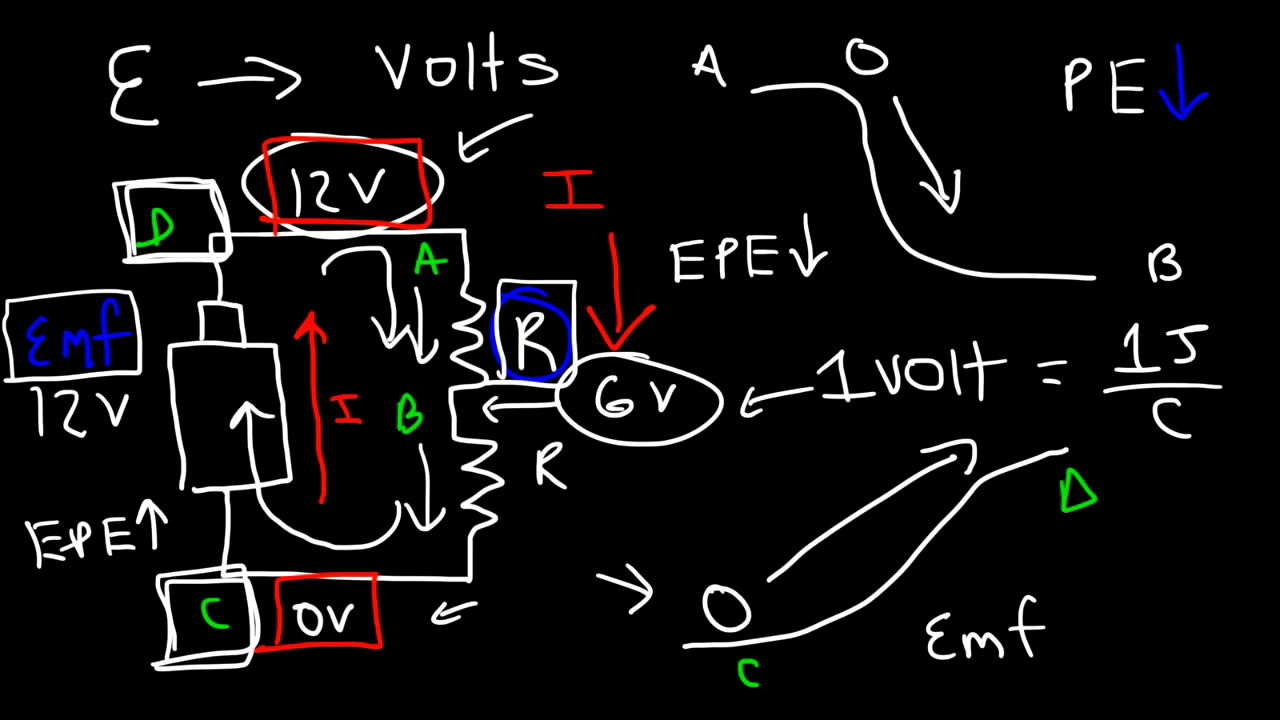 ε → Volts
12V
D
A
Emf
12V
I
B
EPE↑
C
0V
R
6V
R
I
A
B
PE↓
EPE↓
1 Volt = 1J/C
C
D
Emf